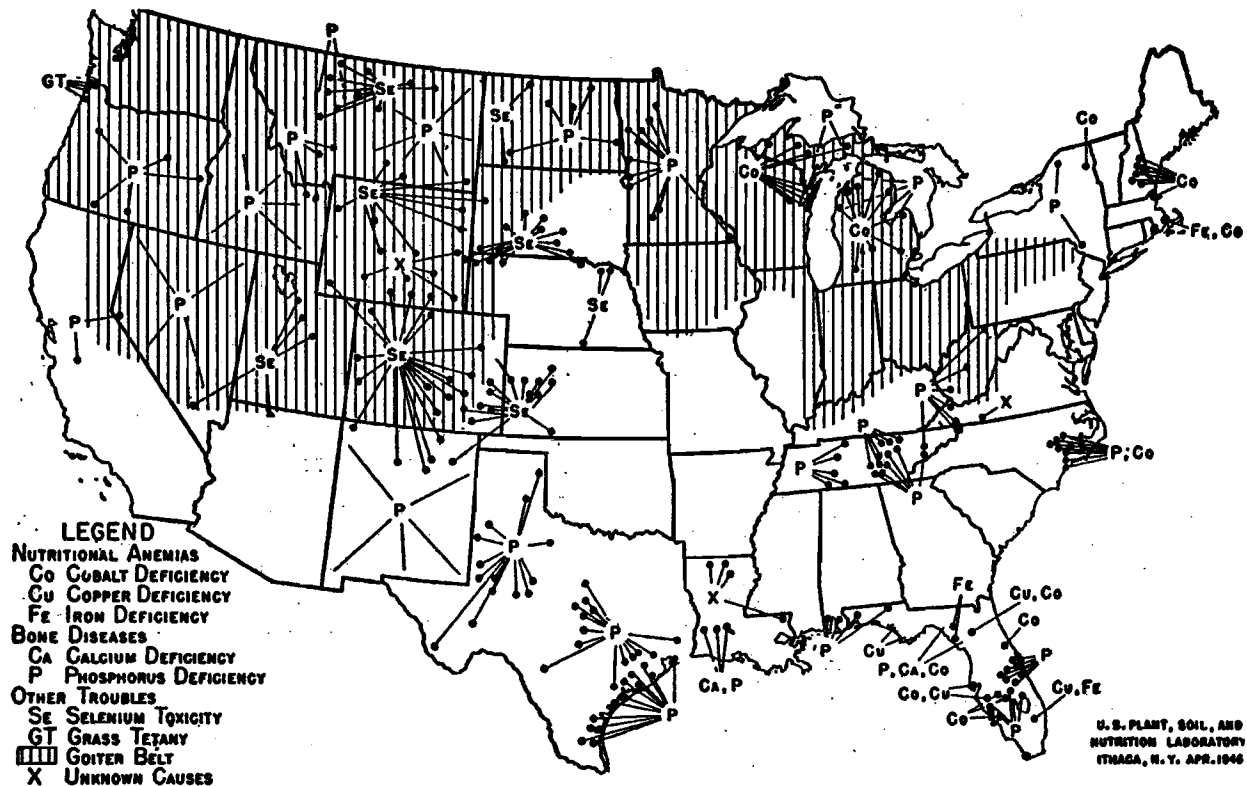 P
GT
Se
Se
P
P
P
P
P
P
Co
P
P
Co
Co
P
P
Co
Fe, Co
Se
Se
X
Se
P
P
Se
Se
Se
P
Se
P
X
P
P
P
P; Co
P
P
X
P
Ca, P
P
P
Fe
Cu, Co
Co
P
Cu
P, Ca, Co
Co, Cu
Co
P
Cu, Fe
LEGEND
NUTRITIONAL ANEMIAS
Co COBALT DEFICIENCY
Cu COPPER DEFICIENCY
Fe IRON DEFICIENCY
BONE DISEASES
Ca CALCIUM DEFICIENCY
P PHOSPHORUS DEFICIENCY
OTHER TROUBLES
Se SELENIUM TOXICITY
GT GRASS TETANY
GOITER BELT
X UNKNOWN CAUSES
U.S. PLANT, SOIL, AND
NUTRITION LABORATORY
ITHACA, N.Y. APR. 1946